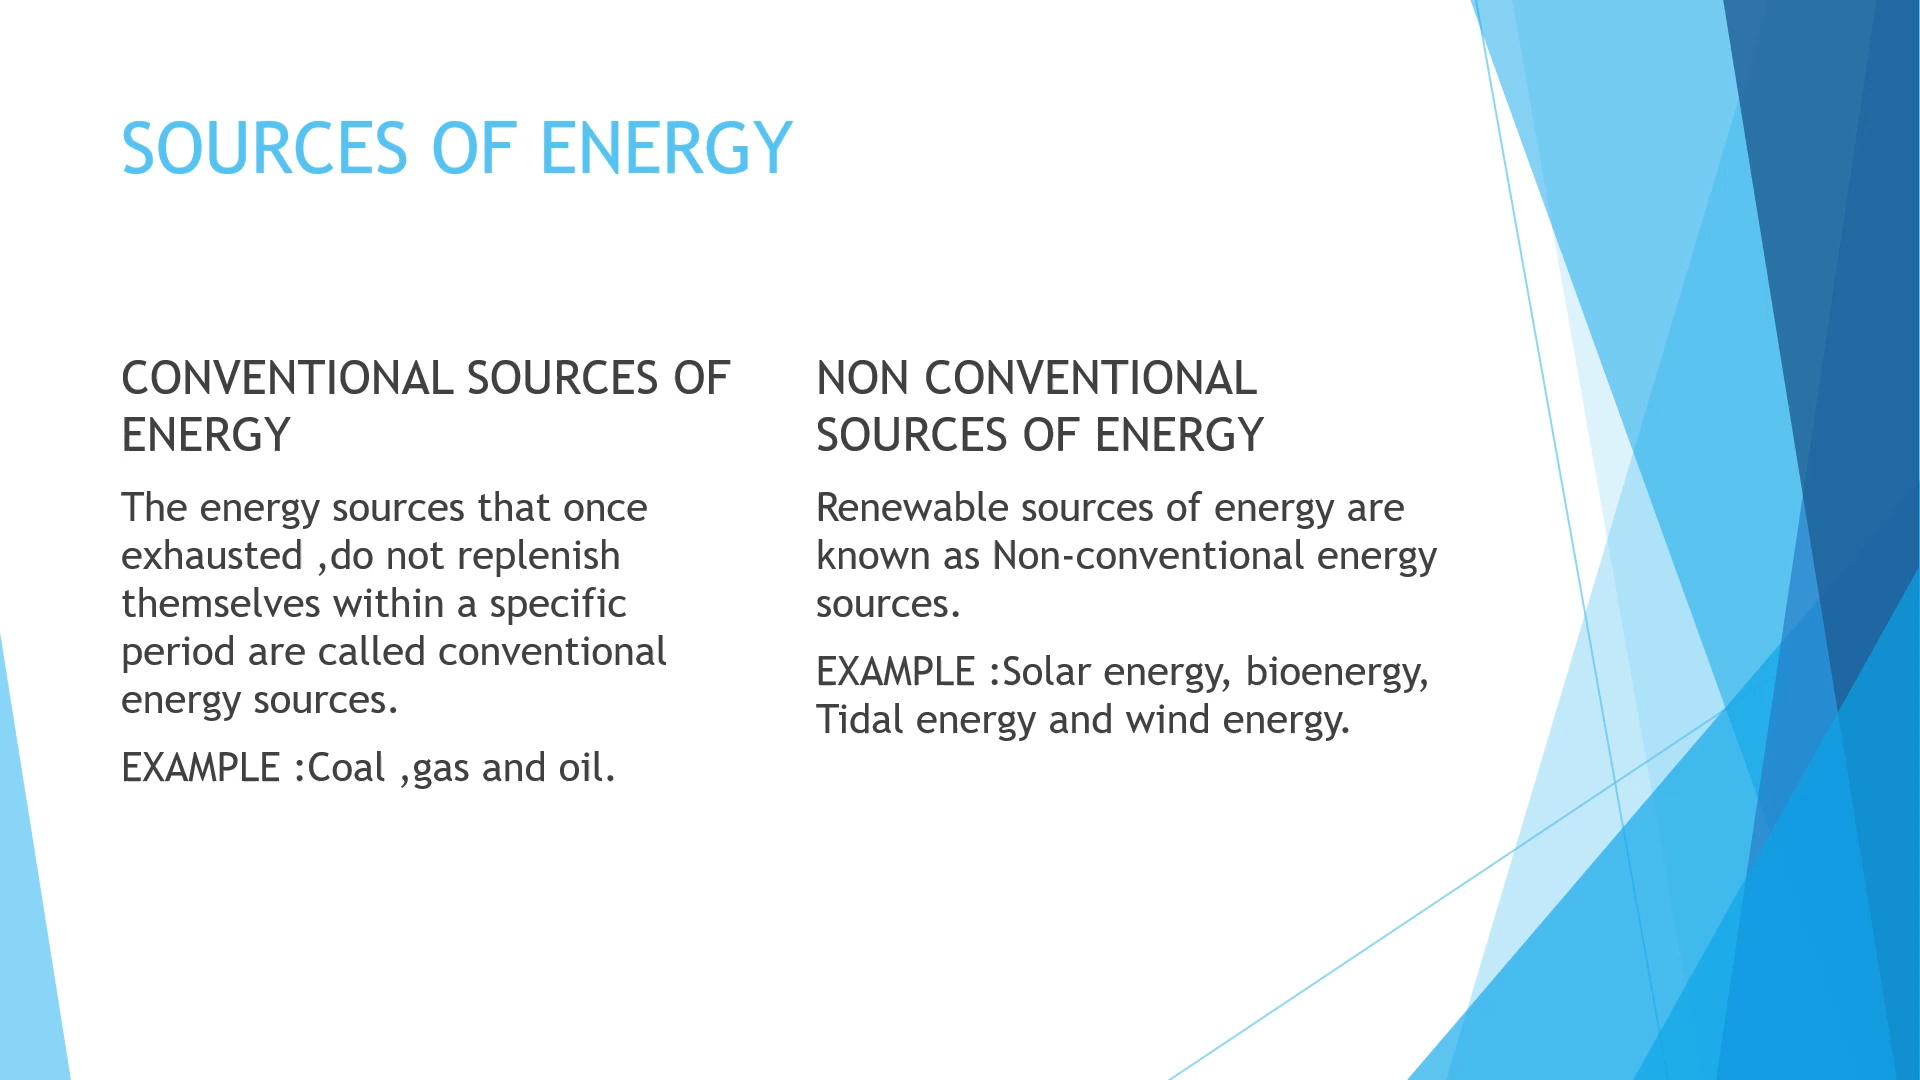 SOURCES OF ENERGY
CONVENTIONAL SOURCES OF
ENERGY
The energy sources that once
exhausted ,do not replenish
themselves within a specific
period are called conventional
energy sources.
EXAMPLE :Coal ,gas and oil.
NON CONVENTIONAL
SOURCES OF ENERGY
Renewable sources of energy are
known as Non-conventional energy
sources.
EXAMPLE :Solar energy, bioenergy,
Tidal energy and wind energy.